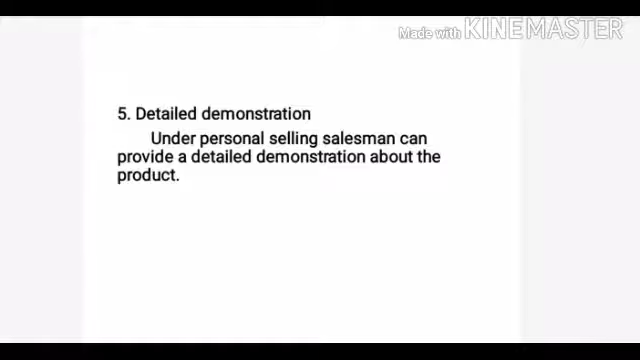 Made with KINEMASTER
5. Detailed demonstration
Under personal selling salesman can
provide a detailed demonstration about the
product.